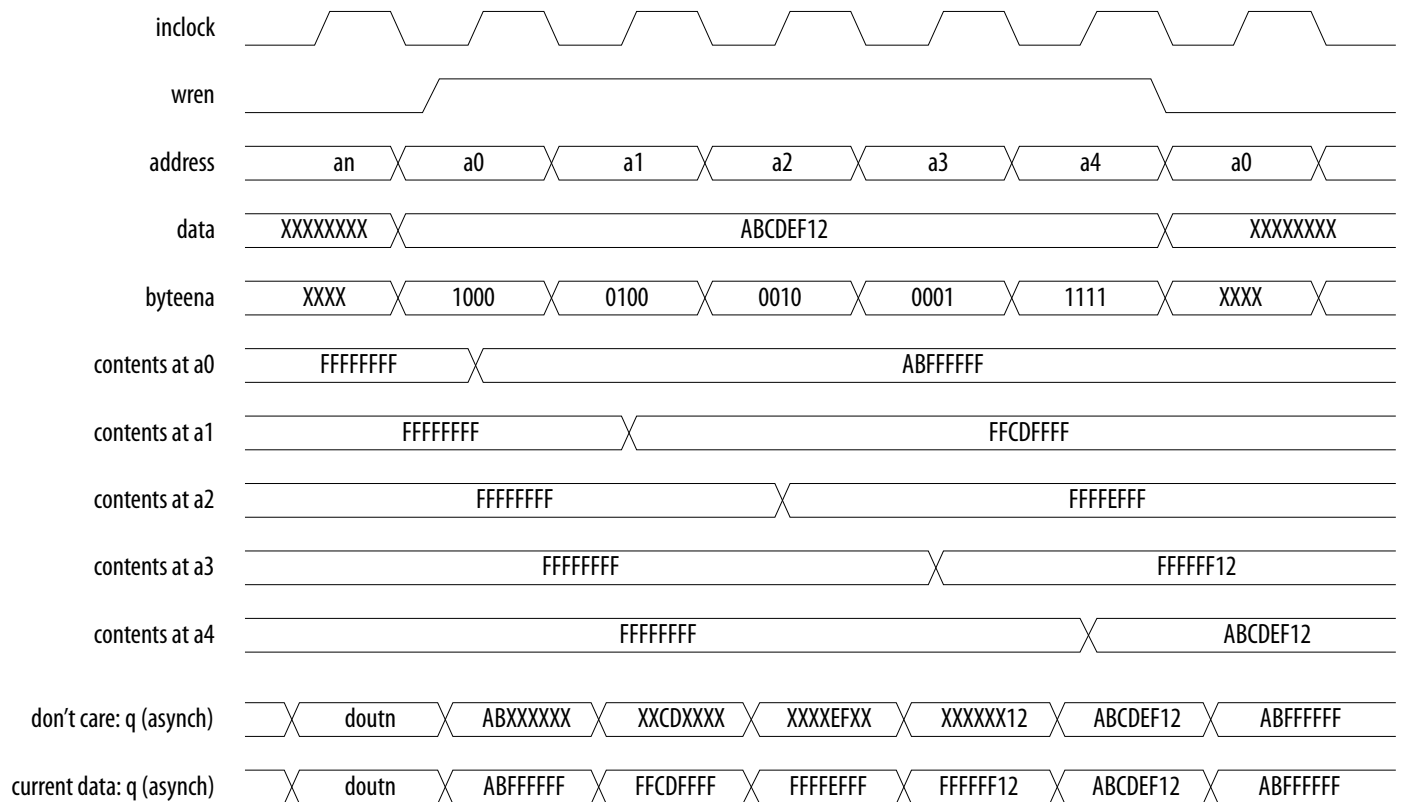 inclock
wren
address an a0 a1 a2 a3 a4 a0
data XXXXXXXX ABCDEF12 XXXXXXXX
byteena XXXX 1000 0100 0010 0001 1111 XXXX
contents at a0 FFFFFFFF ABFFFFFF
contents at a1 FFFFFFFF FFCDFFFF
contents at a2 FFFFFFFF FFFFEFFF
contents at a3 FFFFFFFF FFFFFF12
contents at a4 FFFFFFFF ABCDEF12
don't care: q (asynch) doutn ABXXXXXX XXCDXXXX XXXXEFXX XXXXXX12 ABCDEF12 ABFFFFFF
current data: q (asynch) doutn ABFFFFFF FFCDFFFF FFFFEFFF FFFFFF12 ABCDEF12 ABFFFFFF